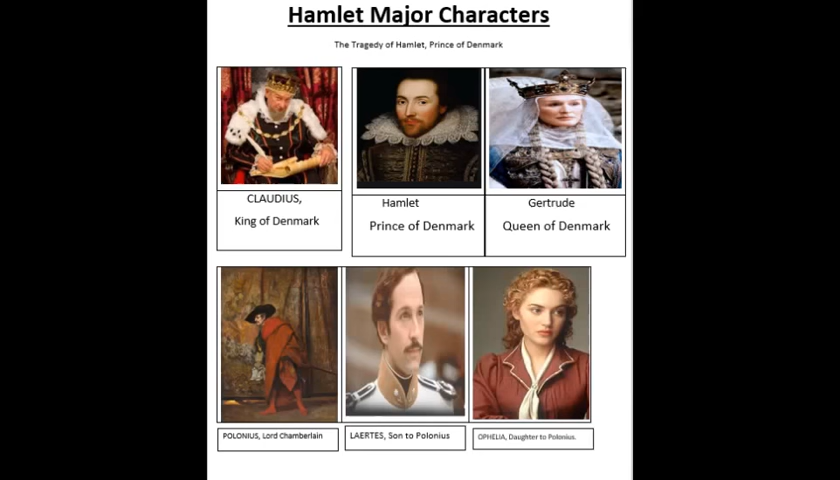 Hamlet Major Characters
The Tragedy of Hamlet, Prince of Denmark
CLAUDIUS,
King of Denmark
Hamlet
Prince of Denmark
Gertrude
Queen of Denmark
POLONIUS, Lord Chamberlain
LAERTES, Son to Polonius
OPHELIA, Daughter to Polonius.